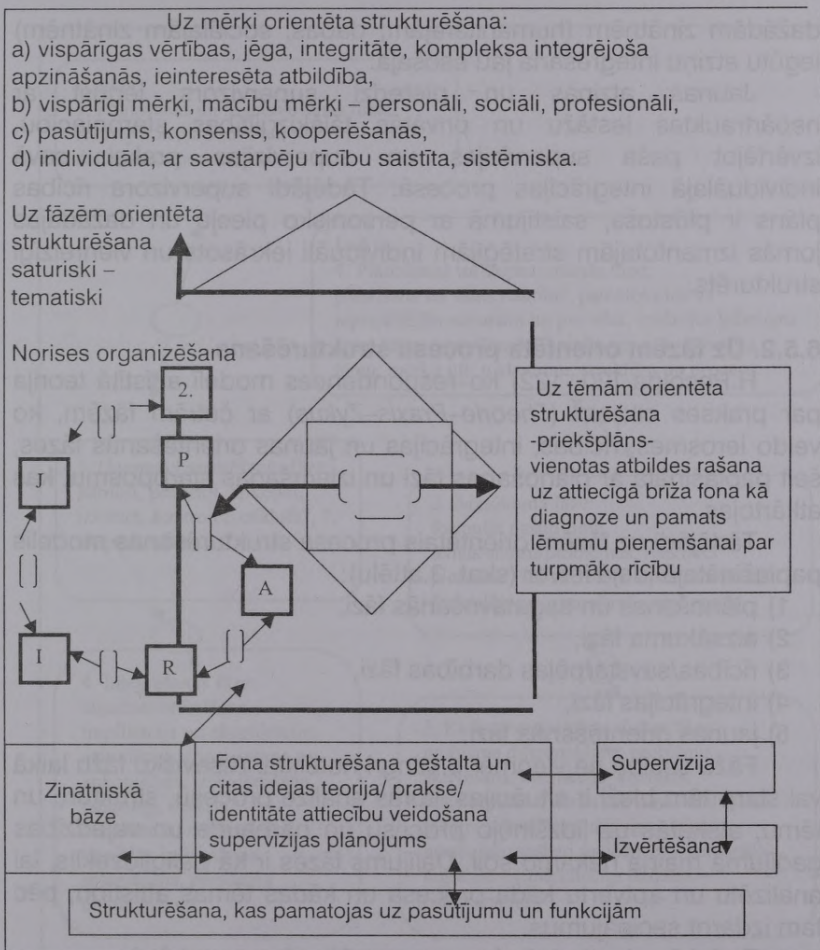 Uz mērķi orientēta strukturēšana:
a) vispārīgas vērtības, jēga, integritāte, kompleksa integrējoša
apzināšanās, ieinteresēta atbildība,
b) vispārīgi mērķi, mācību mērķi – personāli, sociāli, profesionāli,
c) pasūtījums, konsenss, kooperēšanās,
d) individuāla, ar savstarpēju rīcību saistīta, sistēmiska.
Uz fāzēm orientēta
strukturēšana
saturiski –
tematiski
Norises organizēšana
2.
1.
J
A
I
R
Uz tēmām orientēta
strukturēšana
-priekšplāns-
vienotas atbildes rašana
uz attiecīgā brīža fona kā
diagnoze un pamats
lēmumu pieņemšanai par
turpmāko rīcību
Zinātniskā
bāze
Fona strukturēšana geštalta un
citas idejas teorija/ prakse/
identitāte attiecību veidošana
supervīzijas plānojums
Supervīzija
Izvērtēšana
Strukturēšana, kas pamatojas uz pasūtījumu un funkcijām